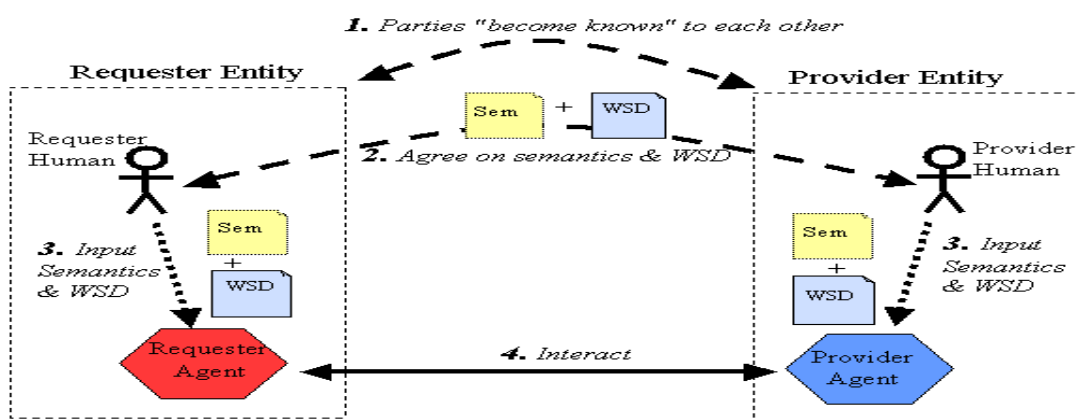 1. Parties "become known" to each other
Requester Entity
Provider Entity
Sem
+
WSD
Requester
Human
2. Agree on semantics & WSD
Provider
Human
Sem
+
WSD
3. Input
Semantics
& WSD
Sem
+
WSD
3. Input
Semantics
& WSD
Requester
Agent
4. Interact
Provider
Agent